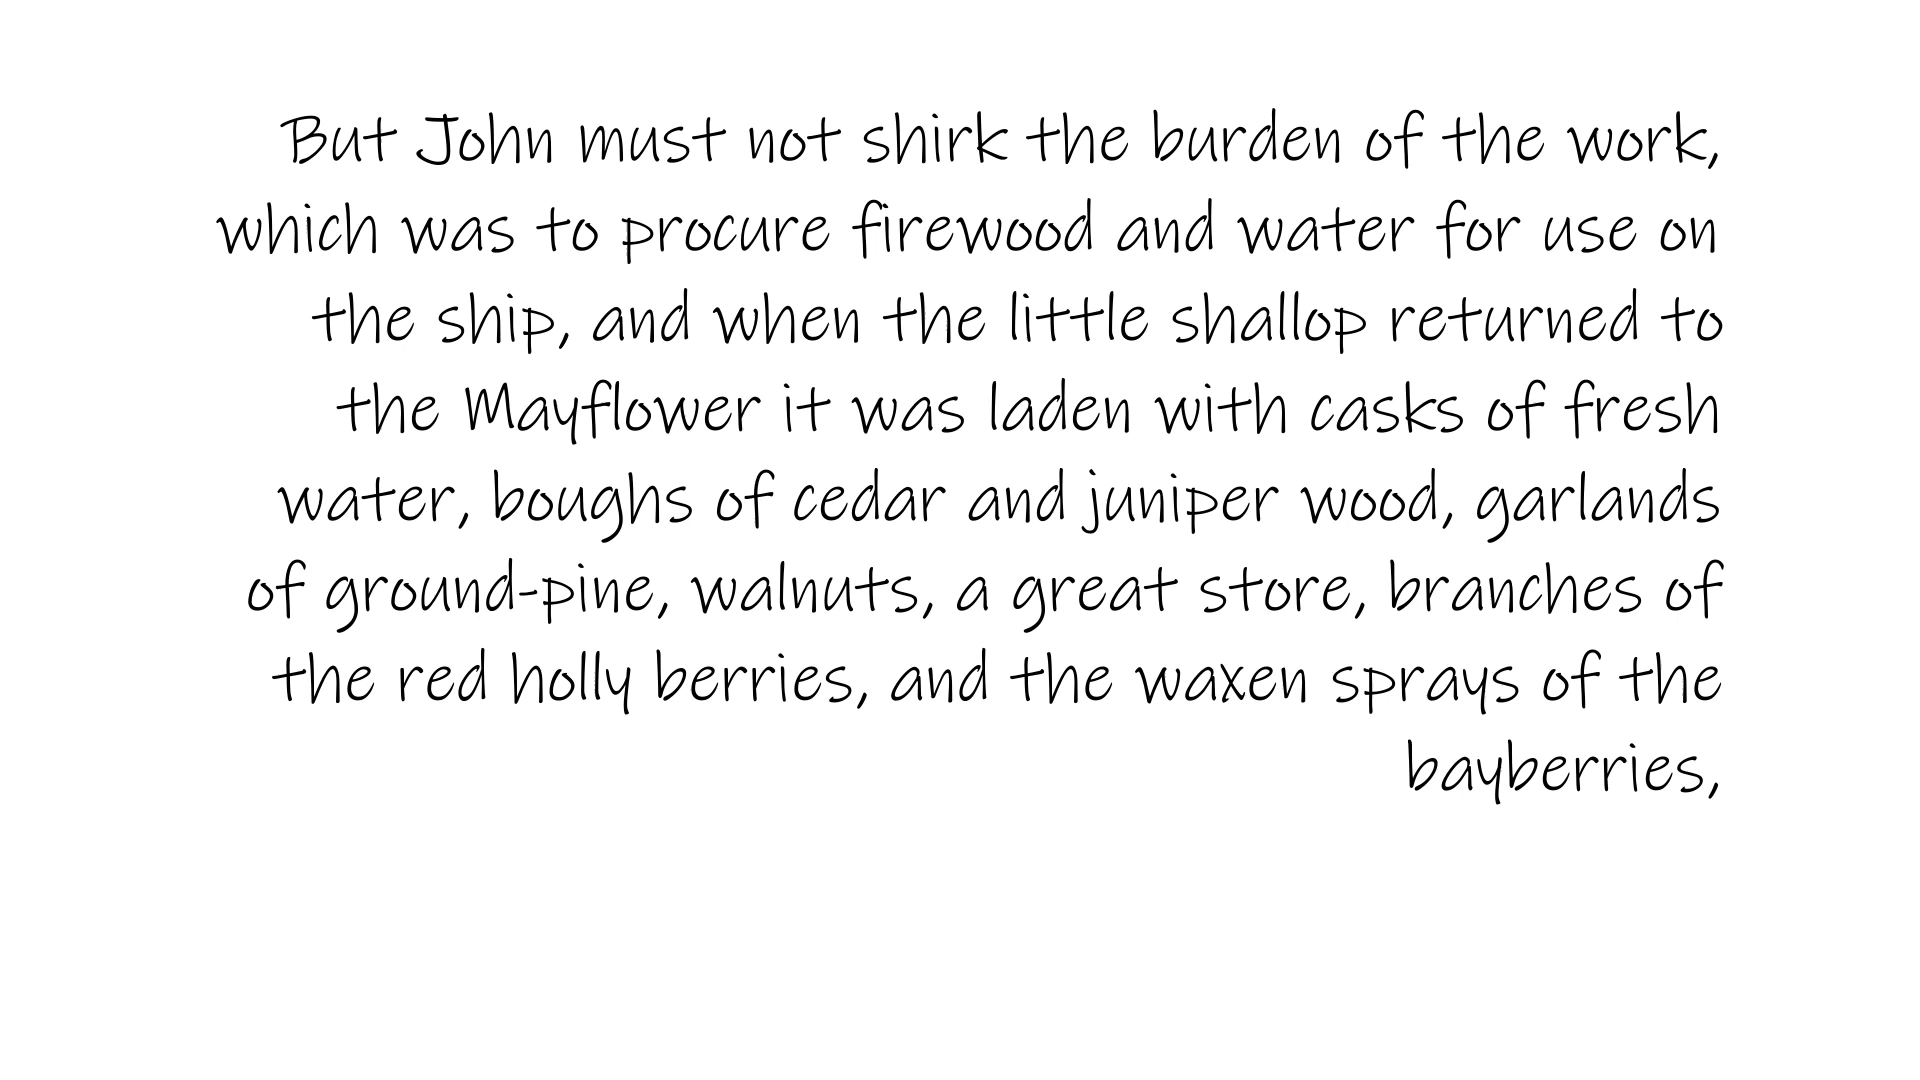 But John must not shirk the burden of the work,
which was to procure firewood and water for use on
the ship, and when the little shallop returned to
the Mayflower it was laden with casks of fresh
water, boughs of cedar and juniper wood, garlands
of ground-pine, walnuts, a great store, branches of
the red holly berries, and the waxen sprays of the
bayberries,